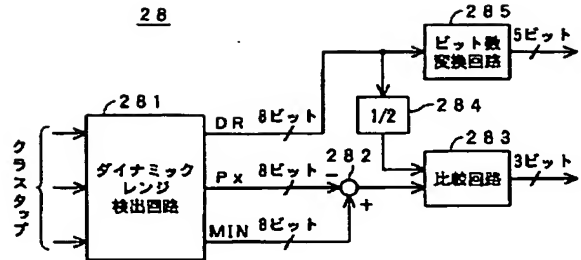 28
285
ビット数
変換回路
5ビット
281
DR
8ビット
1/2
284
クラスタップ
ダイナミック
レンジ
検出回路
Px
8ビット
-
282
+
283
比較回路
3ビット
MIN
8ビット